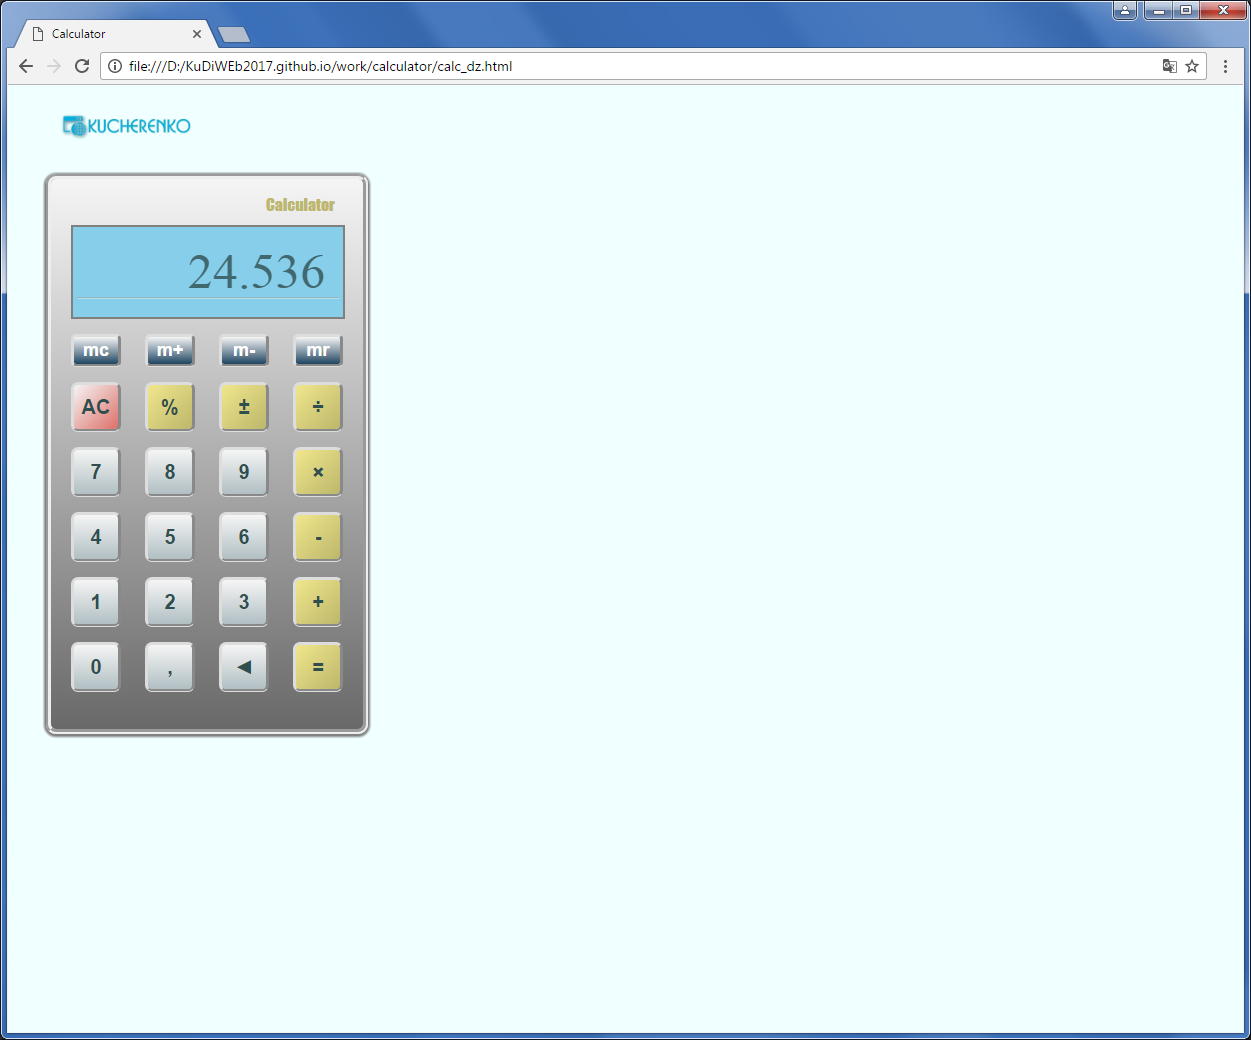 Calculator
file:///D:/KuDiWEb2017.github.io/work/calculator/calc_dz.html
KUCHERENKO
Calculator
24.536
mc m+ m- mr
AC % ± ÷
7 8 9 ×
4 5 6 -
1 2 3 +
0 , ◄ =